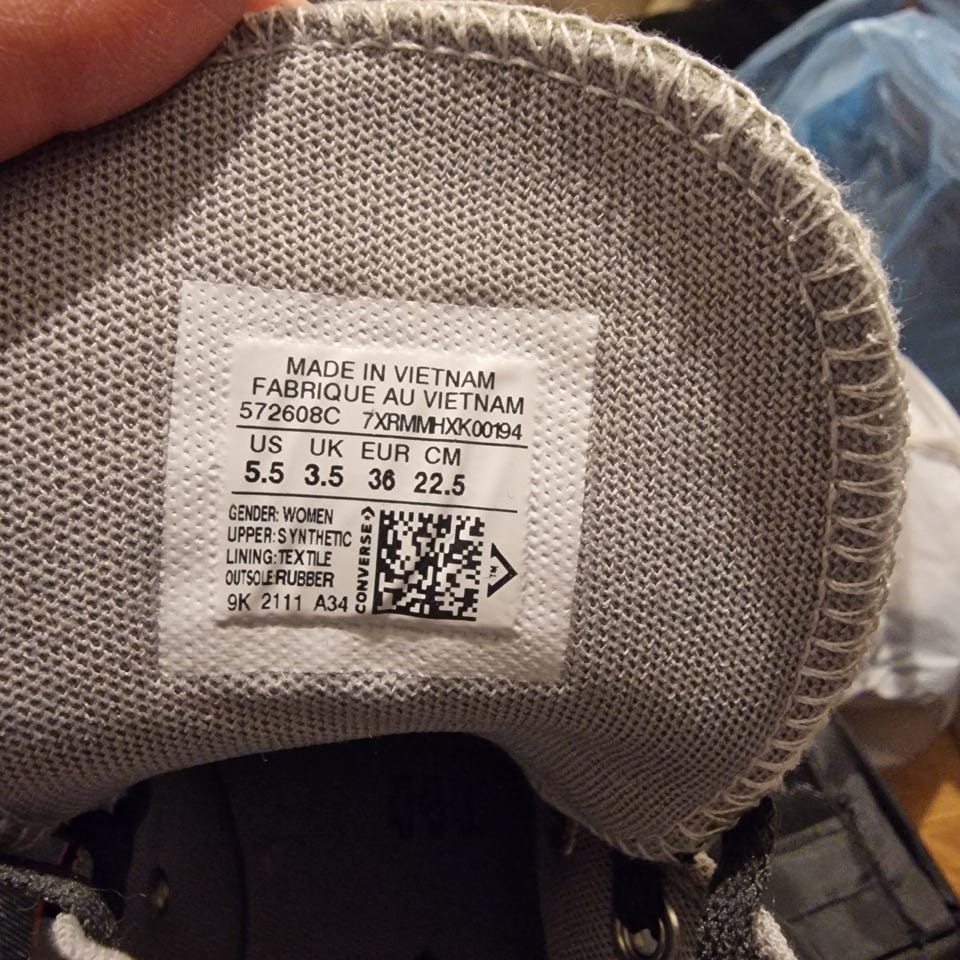 MADE IN VIETNAM
FABRIQUE AU VIETNAM
572608C 7XRMMHXK00194
US UK EUR CM
5.5 3.5 36 22.5
GENDER: WOMEN
UPPER: SYNTHETIC
LINING: TEXTILE
OUTSOLE RUBBER
9K 2111 A34
CONVERSE
TM